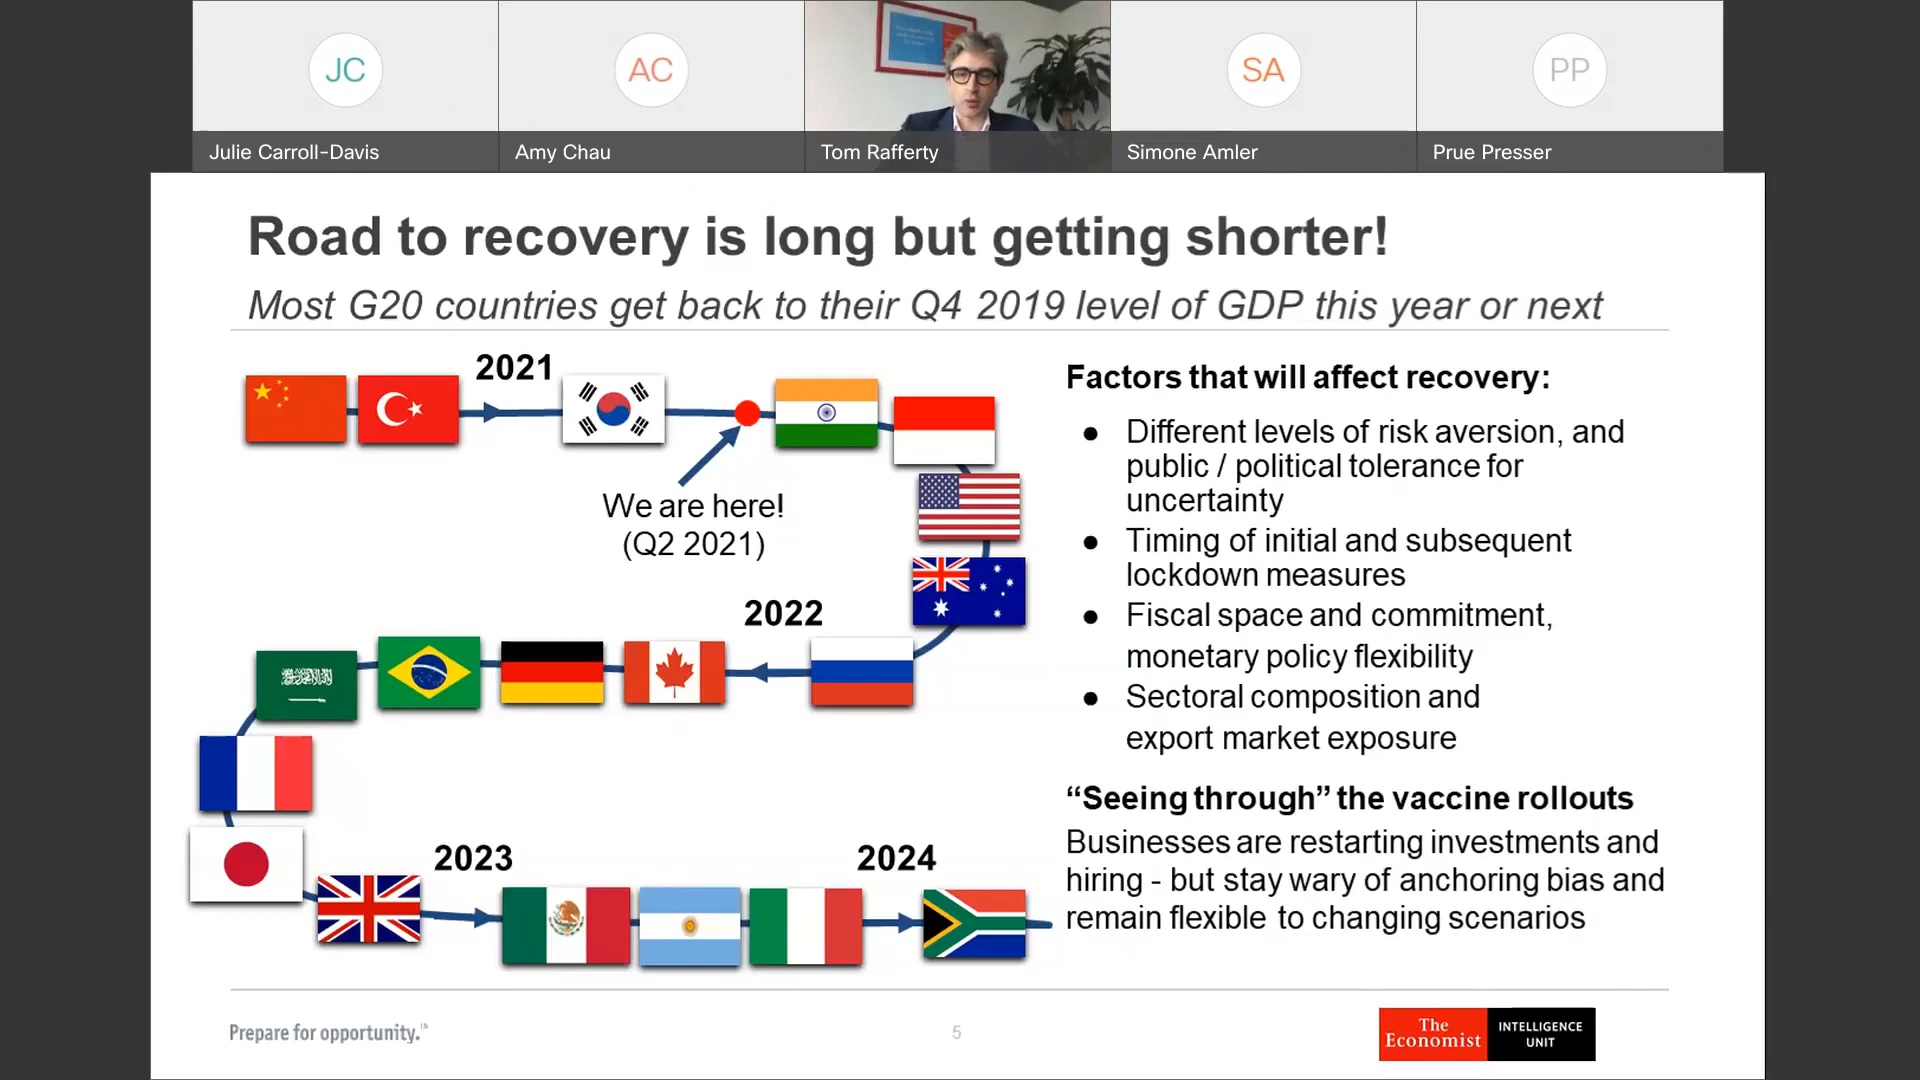 JC
AC
SA
PP
Julie Carroll-Davis
Amy Chau
Tom Rafferty
Simone Amler
Prue Presser
Road to recovery is long but getting shorter!
Most G20 countries get back to their Q4 2019 level of GDP this year or next
2021
We are here!
(Q2 2021)
2022
2023
2024
Factors that will affect recovery:
● Different levels of risk aversion, and
public / political tolerance for
uncertainty
● Timing of initial and subsequent
lockdown measures
● Fiscal space and commitment,
monetary policy flexibility
● Sectoral composition and
export market exposure
“Seeing through” the vaccine rollouts
Businesses are restarting investments and
hiring - but stay wary of anchoring bias and
remain flexible to changing scenarios
Prepare for opportunity.
5
The
Economist
INTELLIGENCE
UNIT